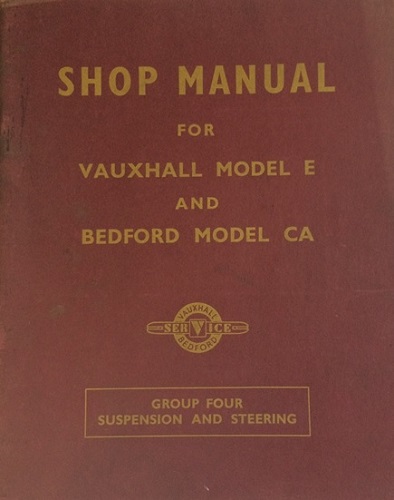 SHOP MANUAL
FOR
VAUXHALL MODEL E
AND
BEDFORD MODEL CA
VAUXHALL
SERVICE
BEDFORD
GROUP FOUR
SUSPENSION AND STEERING